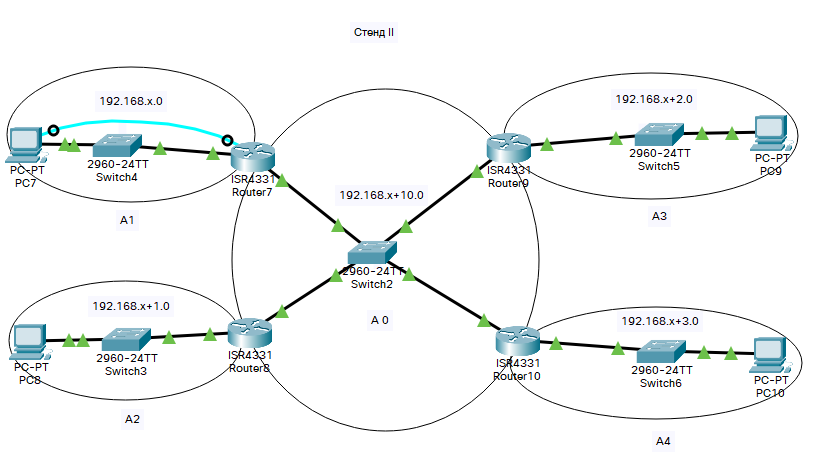 Стенд II
192.168.x.0
PC-PT
PC7
2960-24TT
Switch4
ISR4331
Router7
A1
192.168.x+2.0
ISR4331
Router9
2960-24TT
Switch5
PC-PT
PC9
A3
192.168.x+10.0
2960-24TT
Switch2
A 0
192.168.x+1.0
PC-PT
PC8
2960-24TT
Switch3
ISR4331
Router8
A2
192.168.x+3.0
ISR4331
Router10
2960-24TT
Switch6
PC-PT
PC10
A4